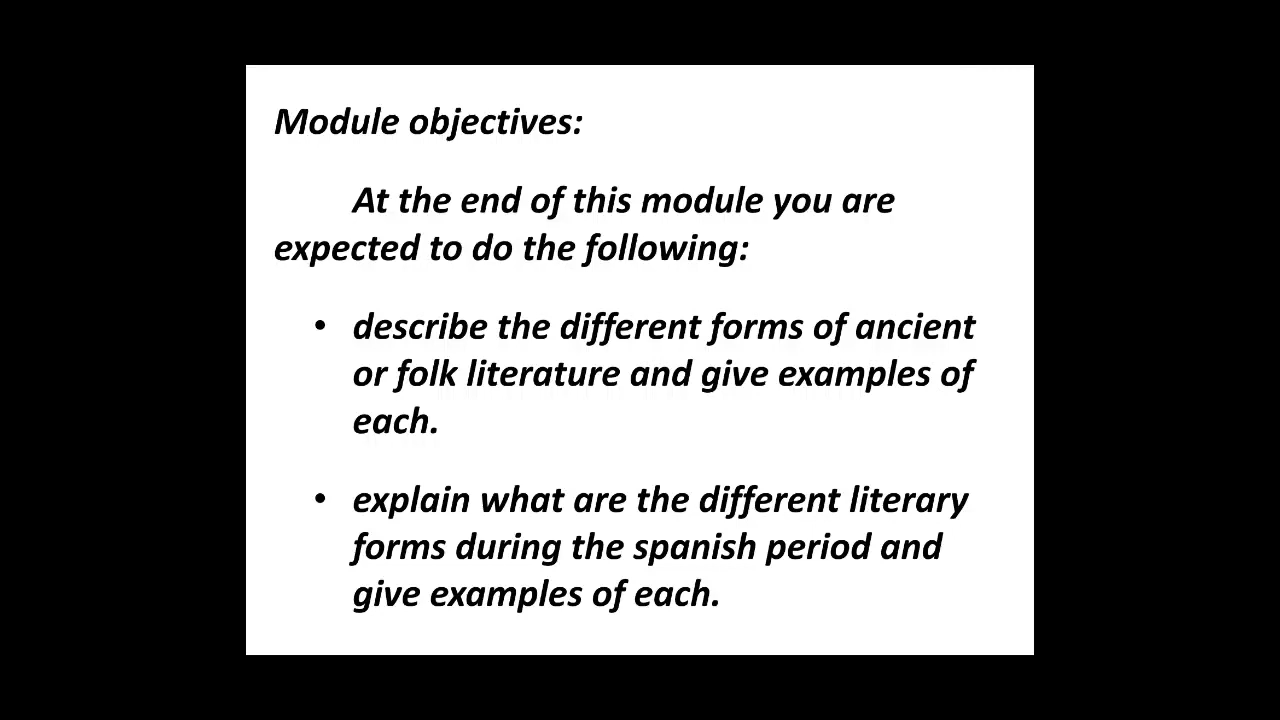 Module objectives:
At the end of this module you are
expected to do the following:
• describe the different forms of ancient
or folk literature and give examples of
each.
• explain what are the different literary
forms during the spanish period and
give examples of each.